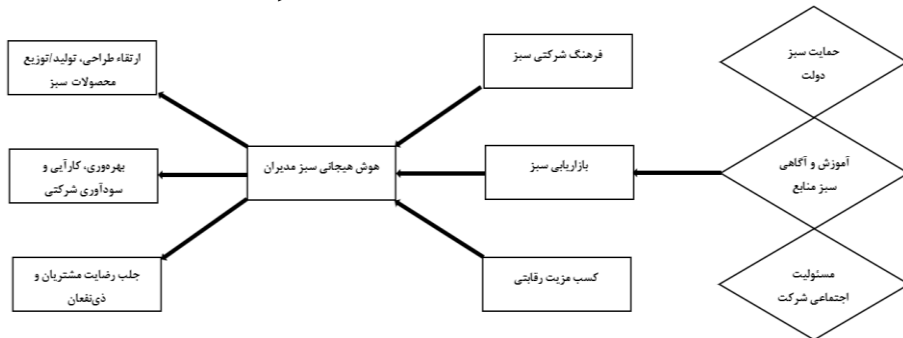 حمایت سبز
دولت
آموزش و آگاهی
سبز منابع
مسئولیت
اجتماعی شرکت
فرهنگ شرکتی سبز
بازاریابی سبز
کسب مزیت رقابتی
هوش هیجانی سبز مدیران
ارتقاء طراحی، تولید/توزیع
محصولات سبز
بهره‌وری، کارآیی و
سودآوری شرکتی
جلب رضایت مشتریان و
ذی‌نفعان